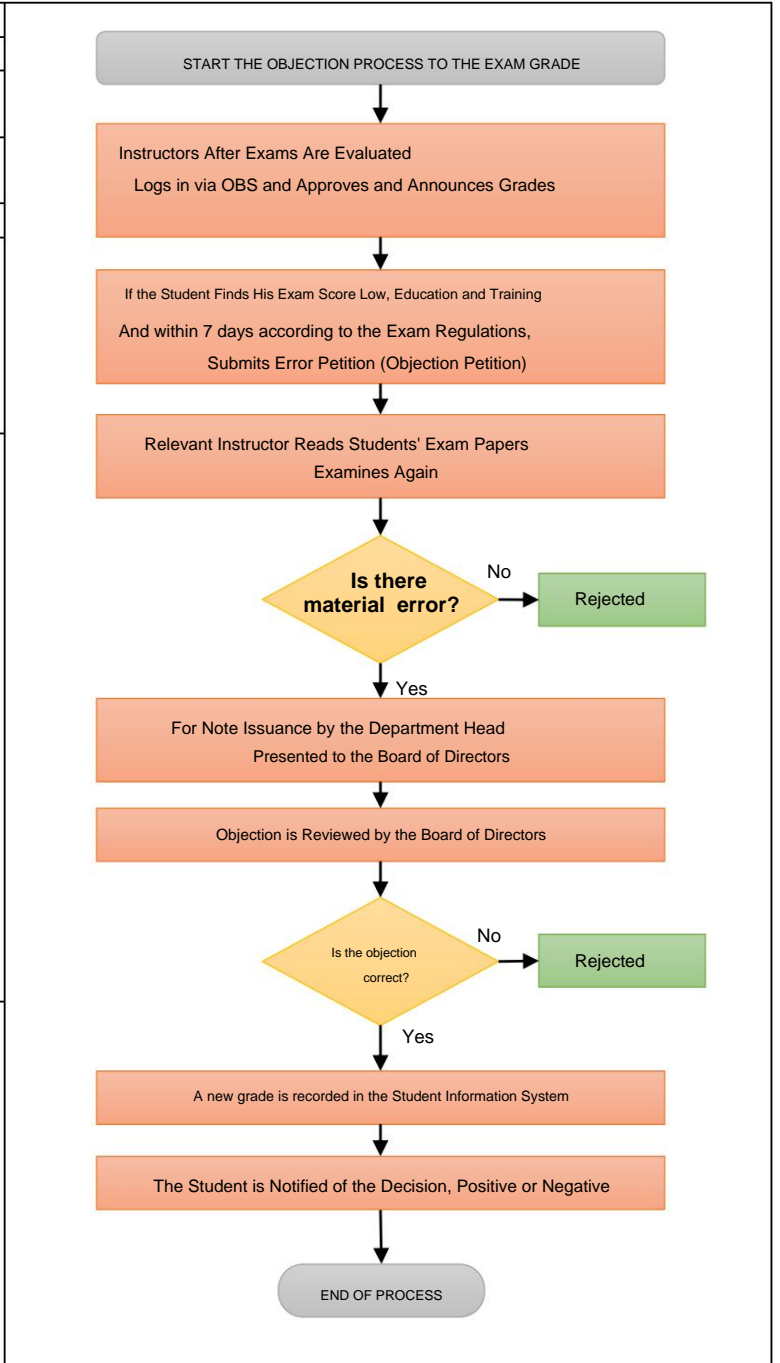 START THE OBJECTION PROCESS TO THE EXAM GRADE
Instructors After Exams Are Evaluated
Logs in via OBS and Approves and Announces Grades
If the Student Finds His Exam Score Low, Education and Training
And within 7 days according to the Exam Regulations,
Submits Error Petition (Objection Petition)
Relevant Instructor Reads Students' Exam Papers
Examines Again
Is there
material error?
No
Rejected
Yes
For Note Issuance by the Department Head
Presented to the Board of Directors
Objection is Reviewed by the Board of Directors
Is the objection
correct?
No
Rejected
Yes
A new grade is recorded in the Student Information System
The Student is Notified of the Decision, Positive or Negative
END OF PROCESS